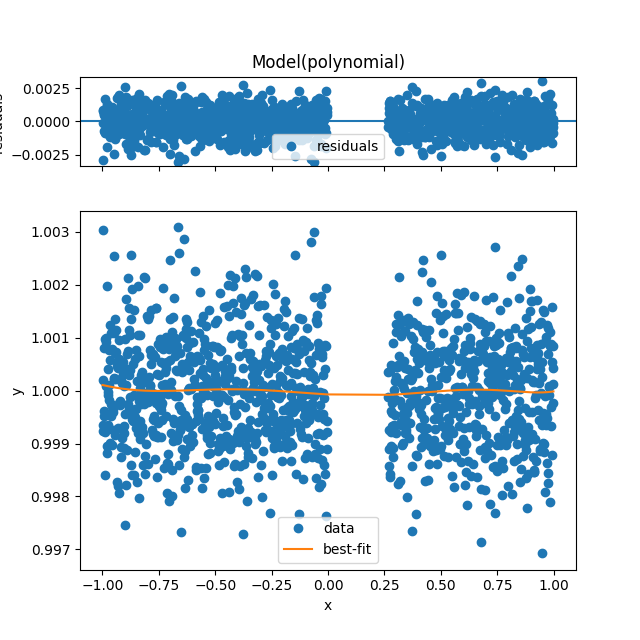 Model(polynomial)
0.0025
0.0000
−0.0025
residuals
residuals
1.003
1.002
1.001
1.000
0.999
0.998
0.997
y
data
best-fit
−1.00 −0.75 −0.50 −0.25 0.00 0.25 0.50 0.75 1.00
x